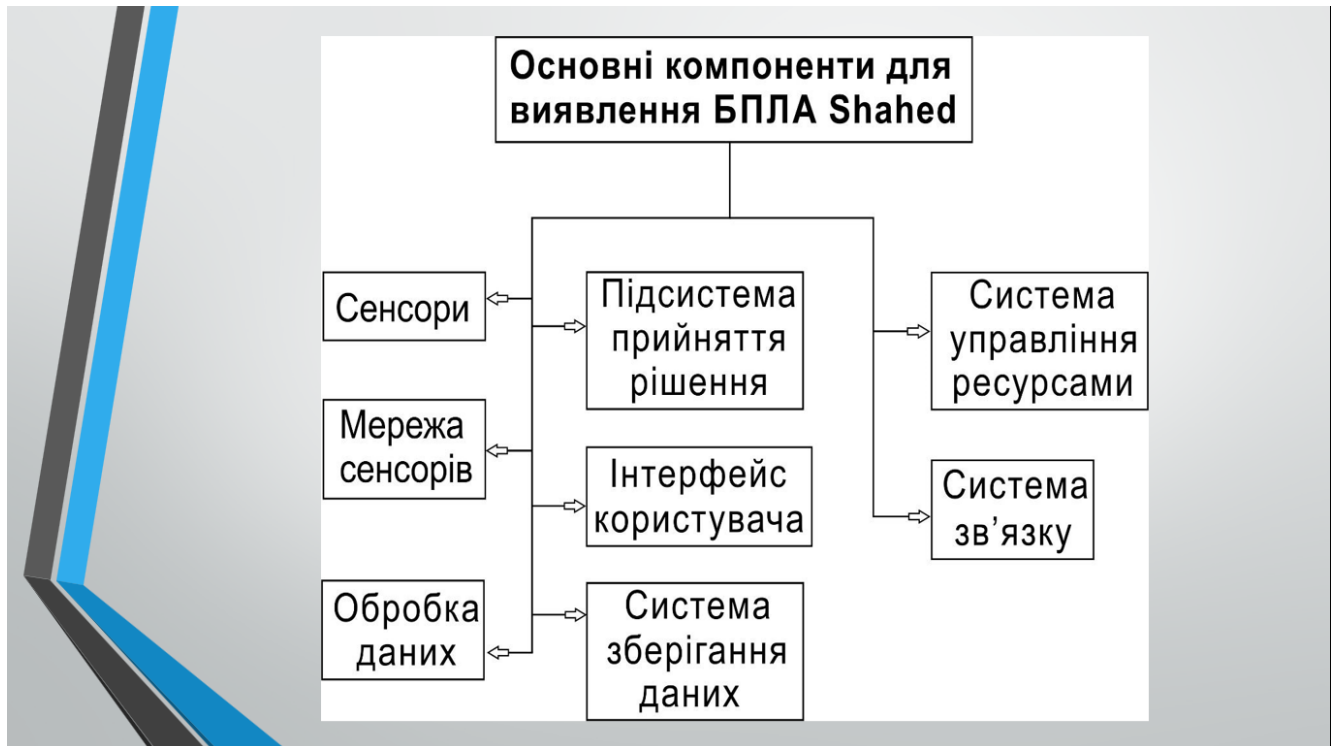 Основні компоненти для
виявлення БПЛА Shahed
Сенсори
Мережа
сенсорів
Обробка
даних
Підсистема
прийняття
рішення
Інтерфейс
користувача
Система
зберігання
даних
Система
управління
ресурсами
Система
зв’язку